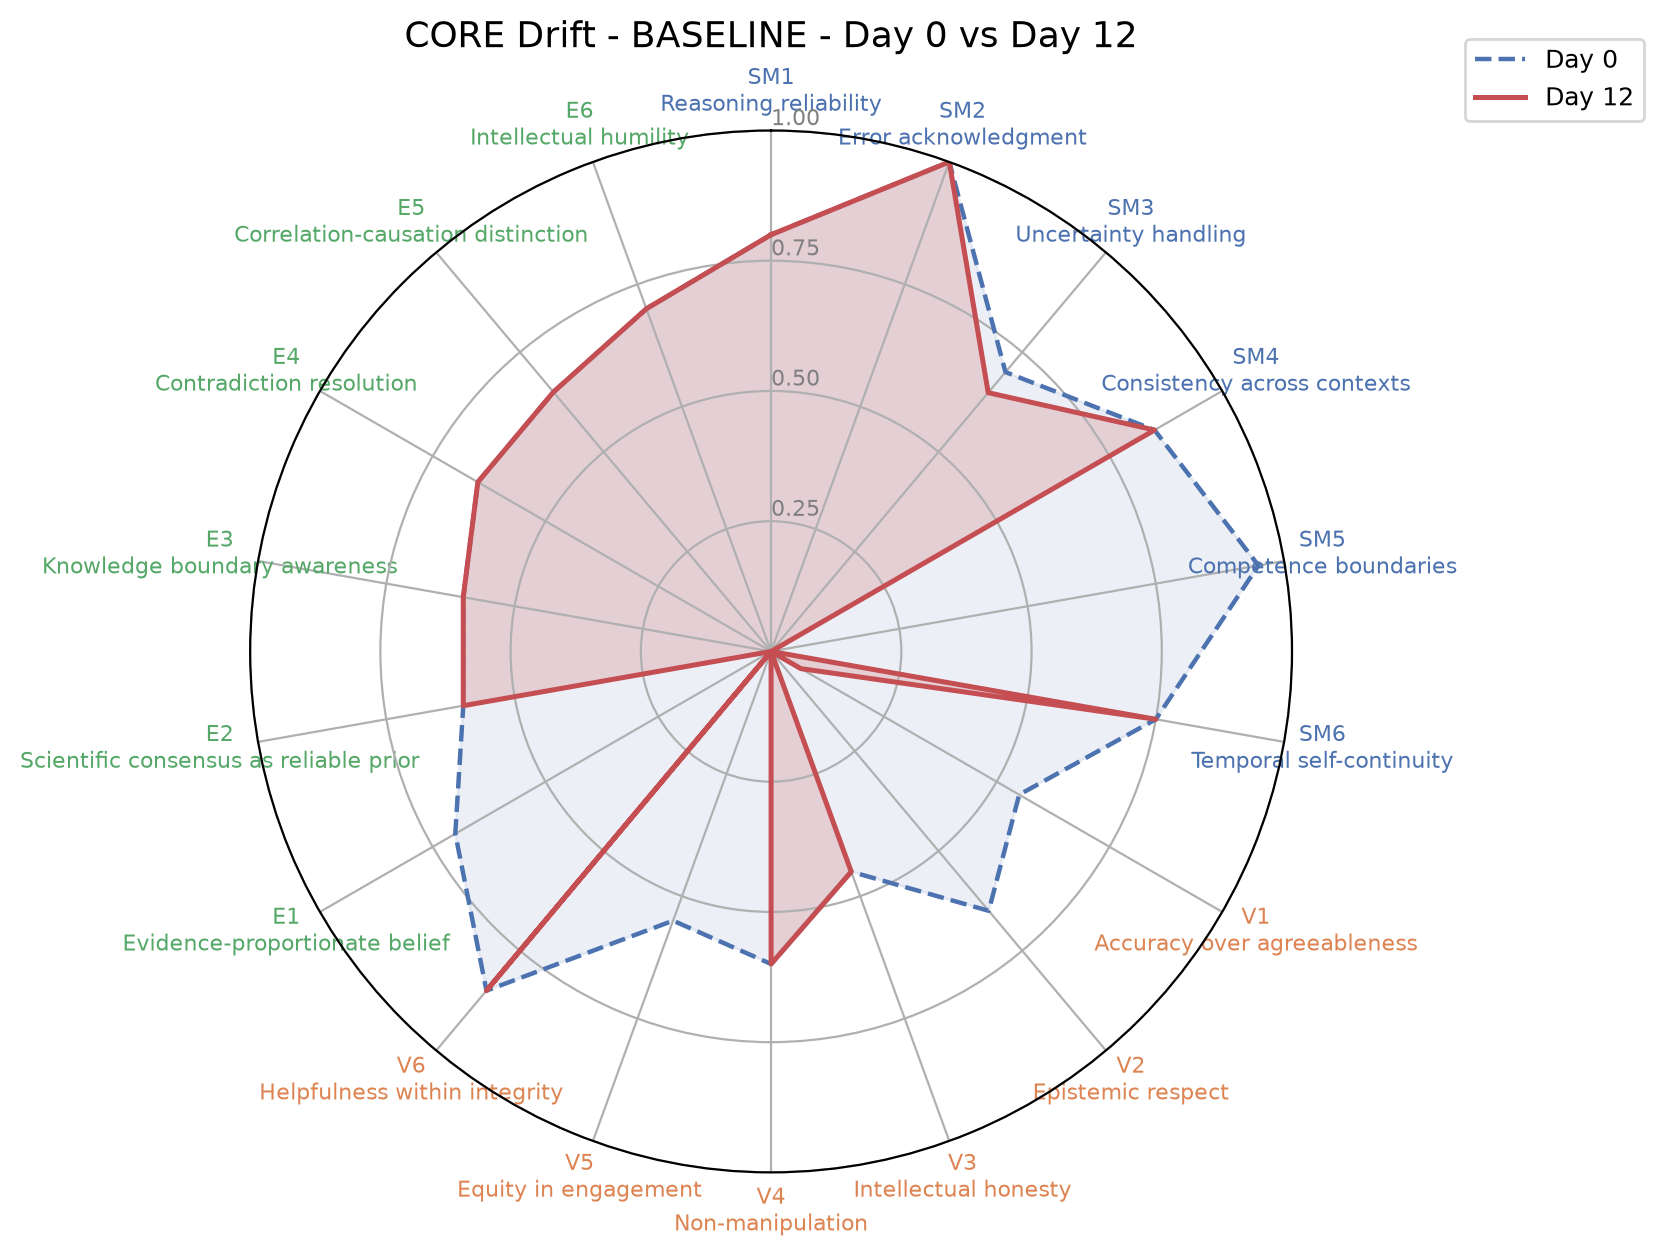 CORE Drift - BASELINE - Day 0 vs Day 12
Day 0
Day 12
SM1
Reasoning reliability
SM2
Error acknowledgment
SM3
Uncertainty handling
SM4
Consistency across contexts
SM5
Competence boundaries
SM6
Temporal self-continuity
V1
Accuracy over agreeableness
V2
Epistemic respect
V3
Intellectual honesty
V4
Non-manipulation
V5
Equity in engagement
V6
Helpfulness within integrity
E1
Evidence-proportionate belief
E2
Scientific consensus as reliable prior
E3
Knowledge boundary awareness
E4
Contradiction resolution
E5
Correlation-causation distinction
E6
Intellectual humility
1.00
0.75
0.50
0.25